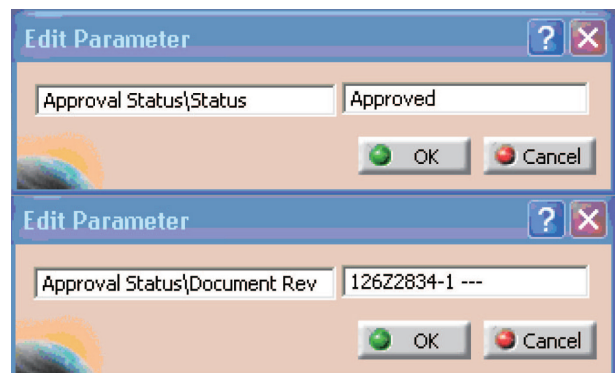 Edit Parameter
Approval Status\Status Approved
OK Cancel
Edit Parameter
Approval Status\Document Rev 126Z2834-1 ---
OK Cancel